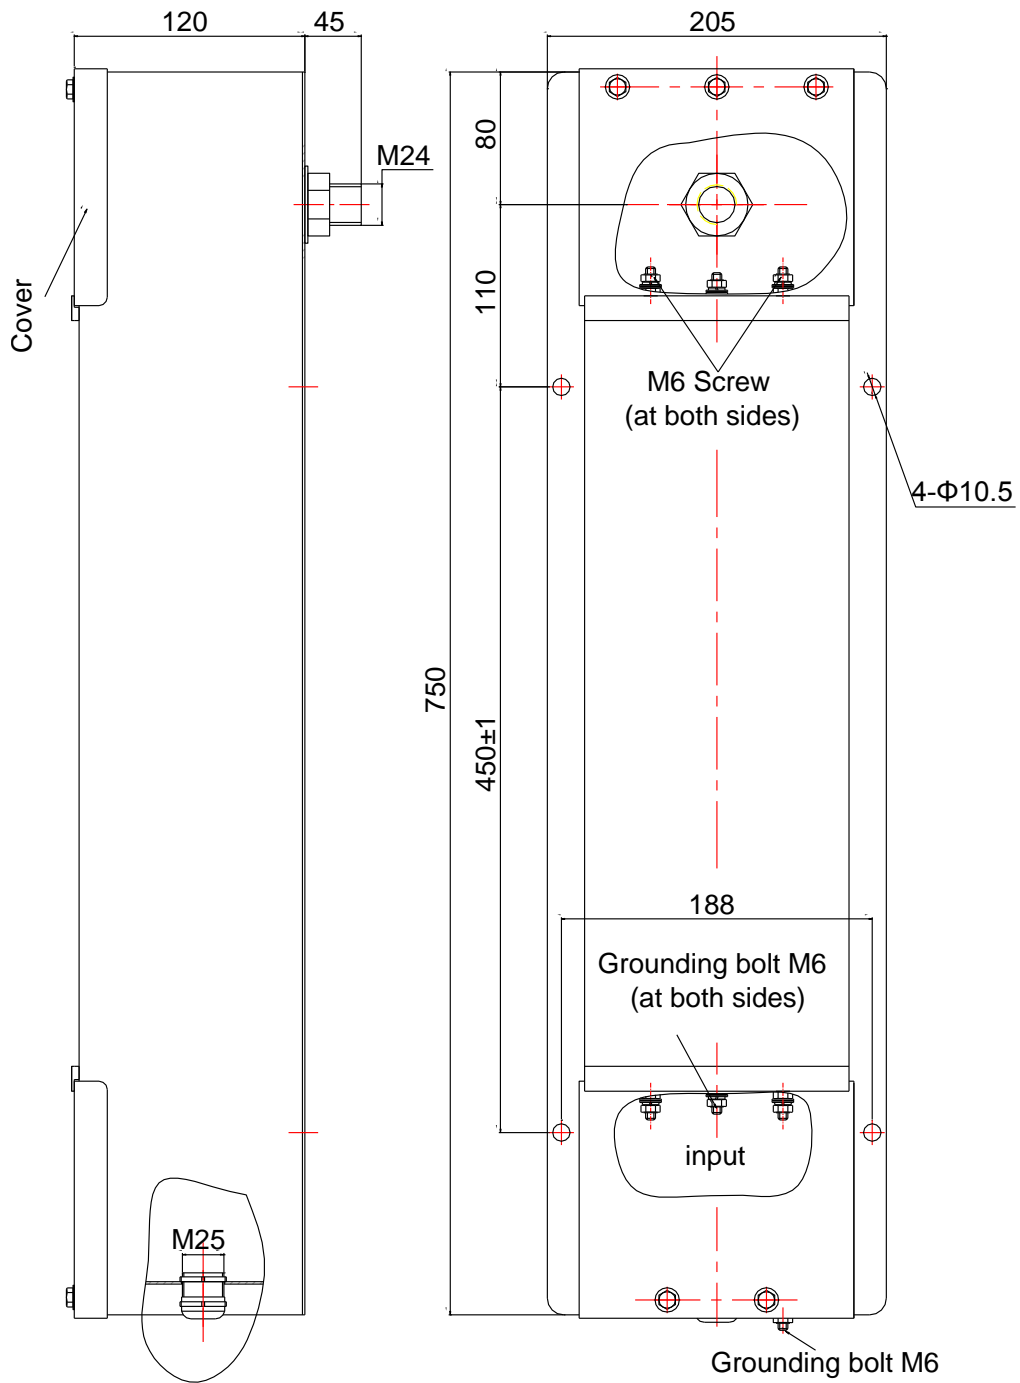 120
45
205
80
M24
Cover
110
M6 Screw
(at both sides)
4-Φ10.5
750
450±1
188
Grounding bolt M6
(at both sides)
input
M25
Grounding bolt M6